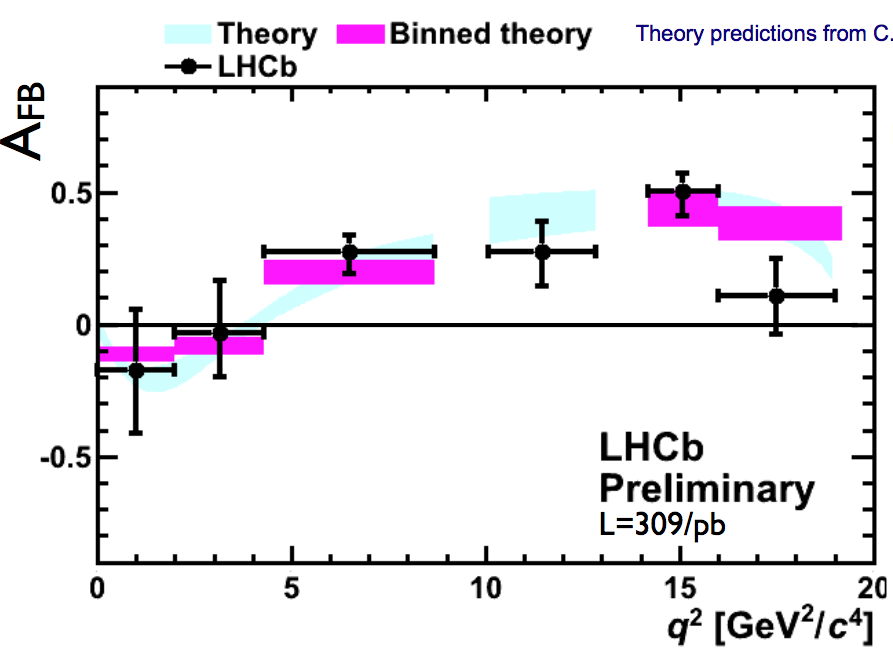 Theory Binned theory Theory predictions from C.
LHCb
A_FB
0.5
0
-0.5
LHCb
Preliminary
L=309/pb
0 5 10 15 20
q² [GeV²/c⁴]